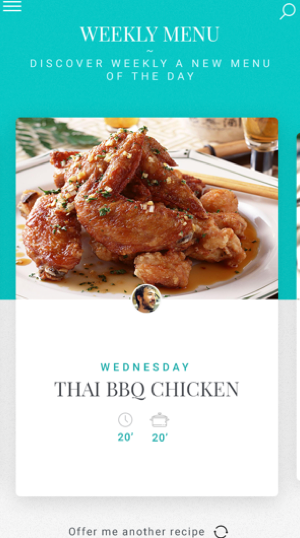 WEEKLY MENU
~
DISCOVER WEEKLY A NEW MENU
OF THE DAY
WEDNESDAY
THAI BBQ CHICKEN
20′ 20′
Offer me another recipe